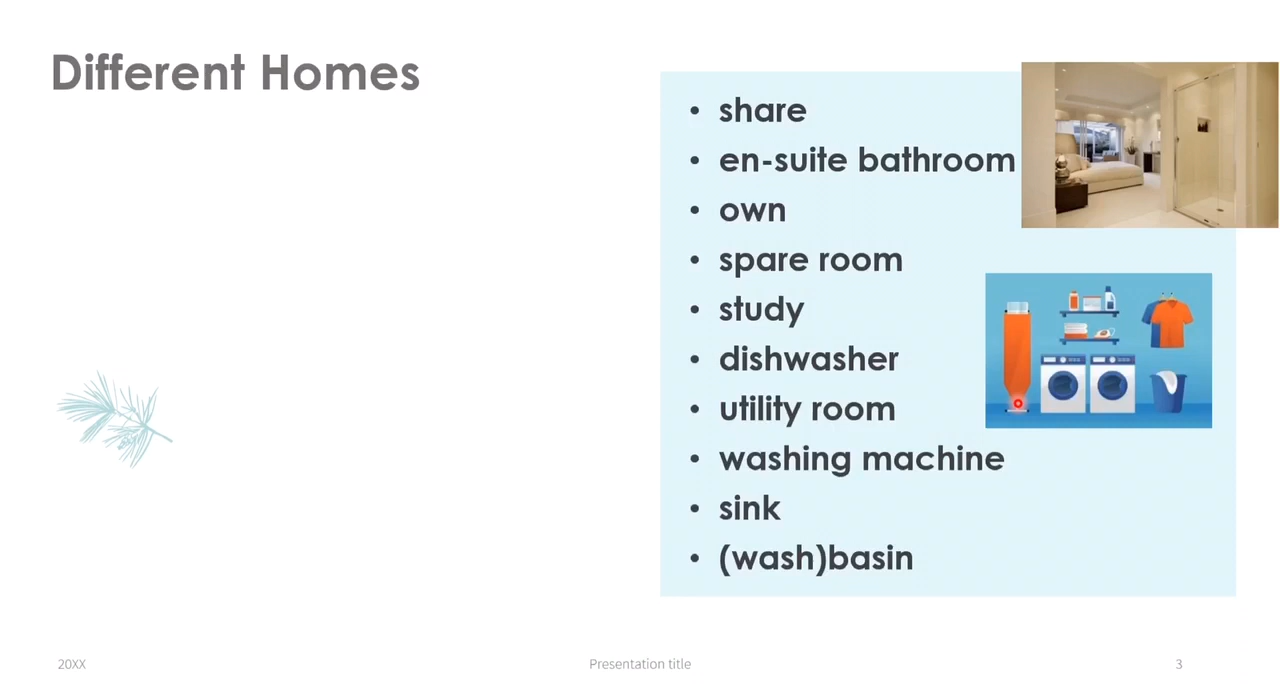 Different Homes
• share
• en-suite bathroom
• own
• spare room
• study
• dishwasher
• utility room
• washing machine
• sink
• (wash)basin
20XX
Presentation title
3